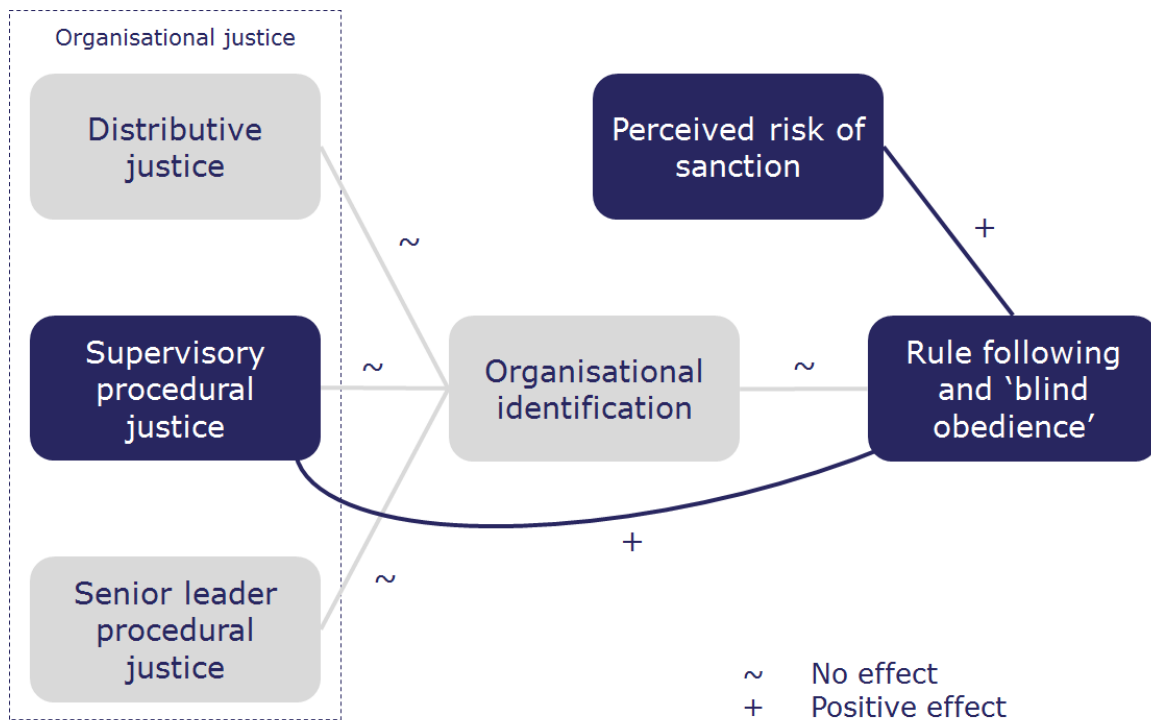 Organisational justice
Distributive
justice
Perceived risk of
sanction
~
+
Supervisory
procedural
justice
~
Organisational
identification
~
Rule following
and ‘blind
obedience’
+
~
Senior leader
procedural
justice
~ No effect
+ Positive effect